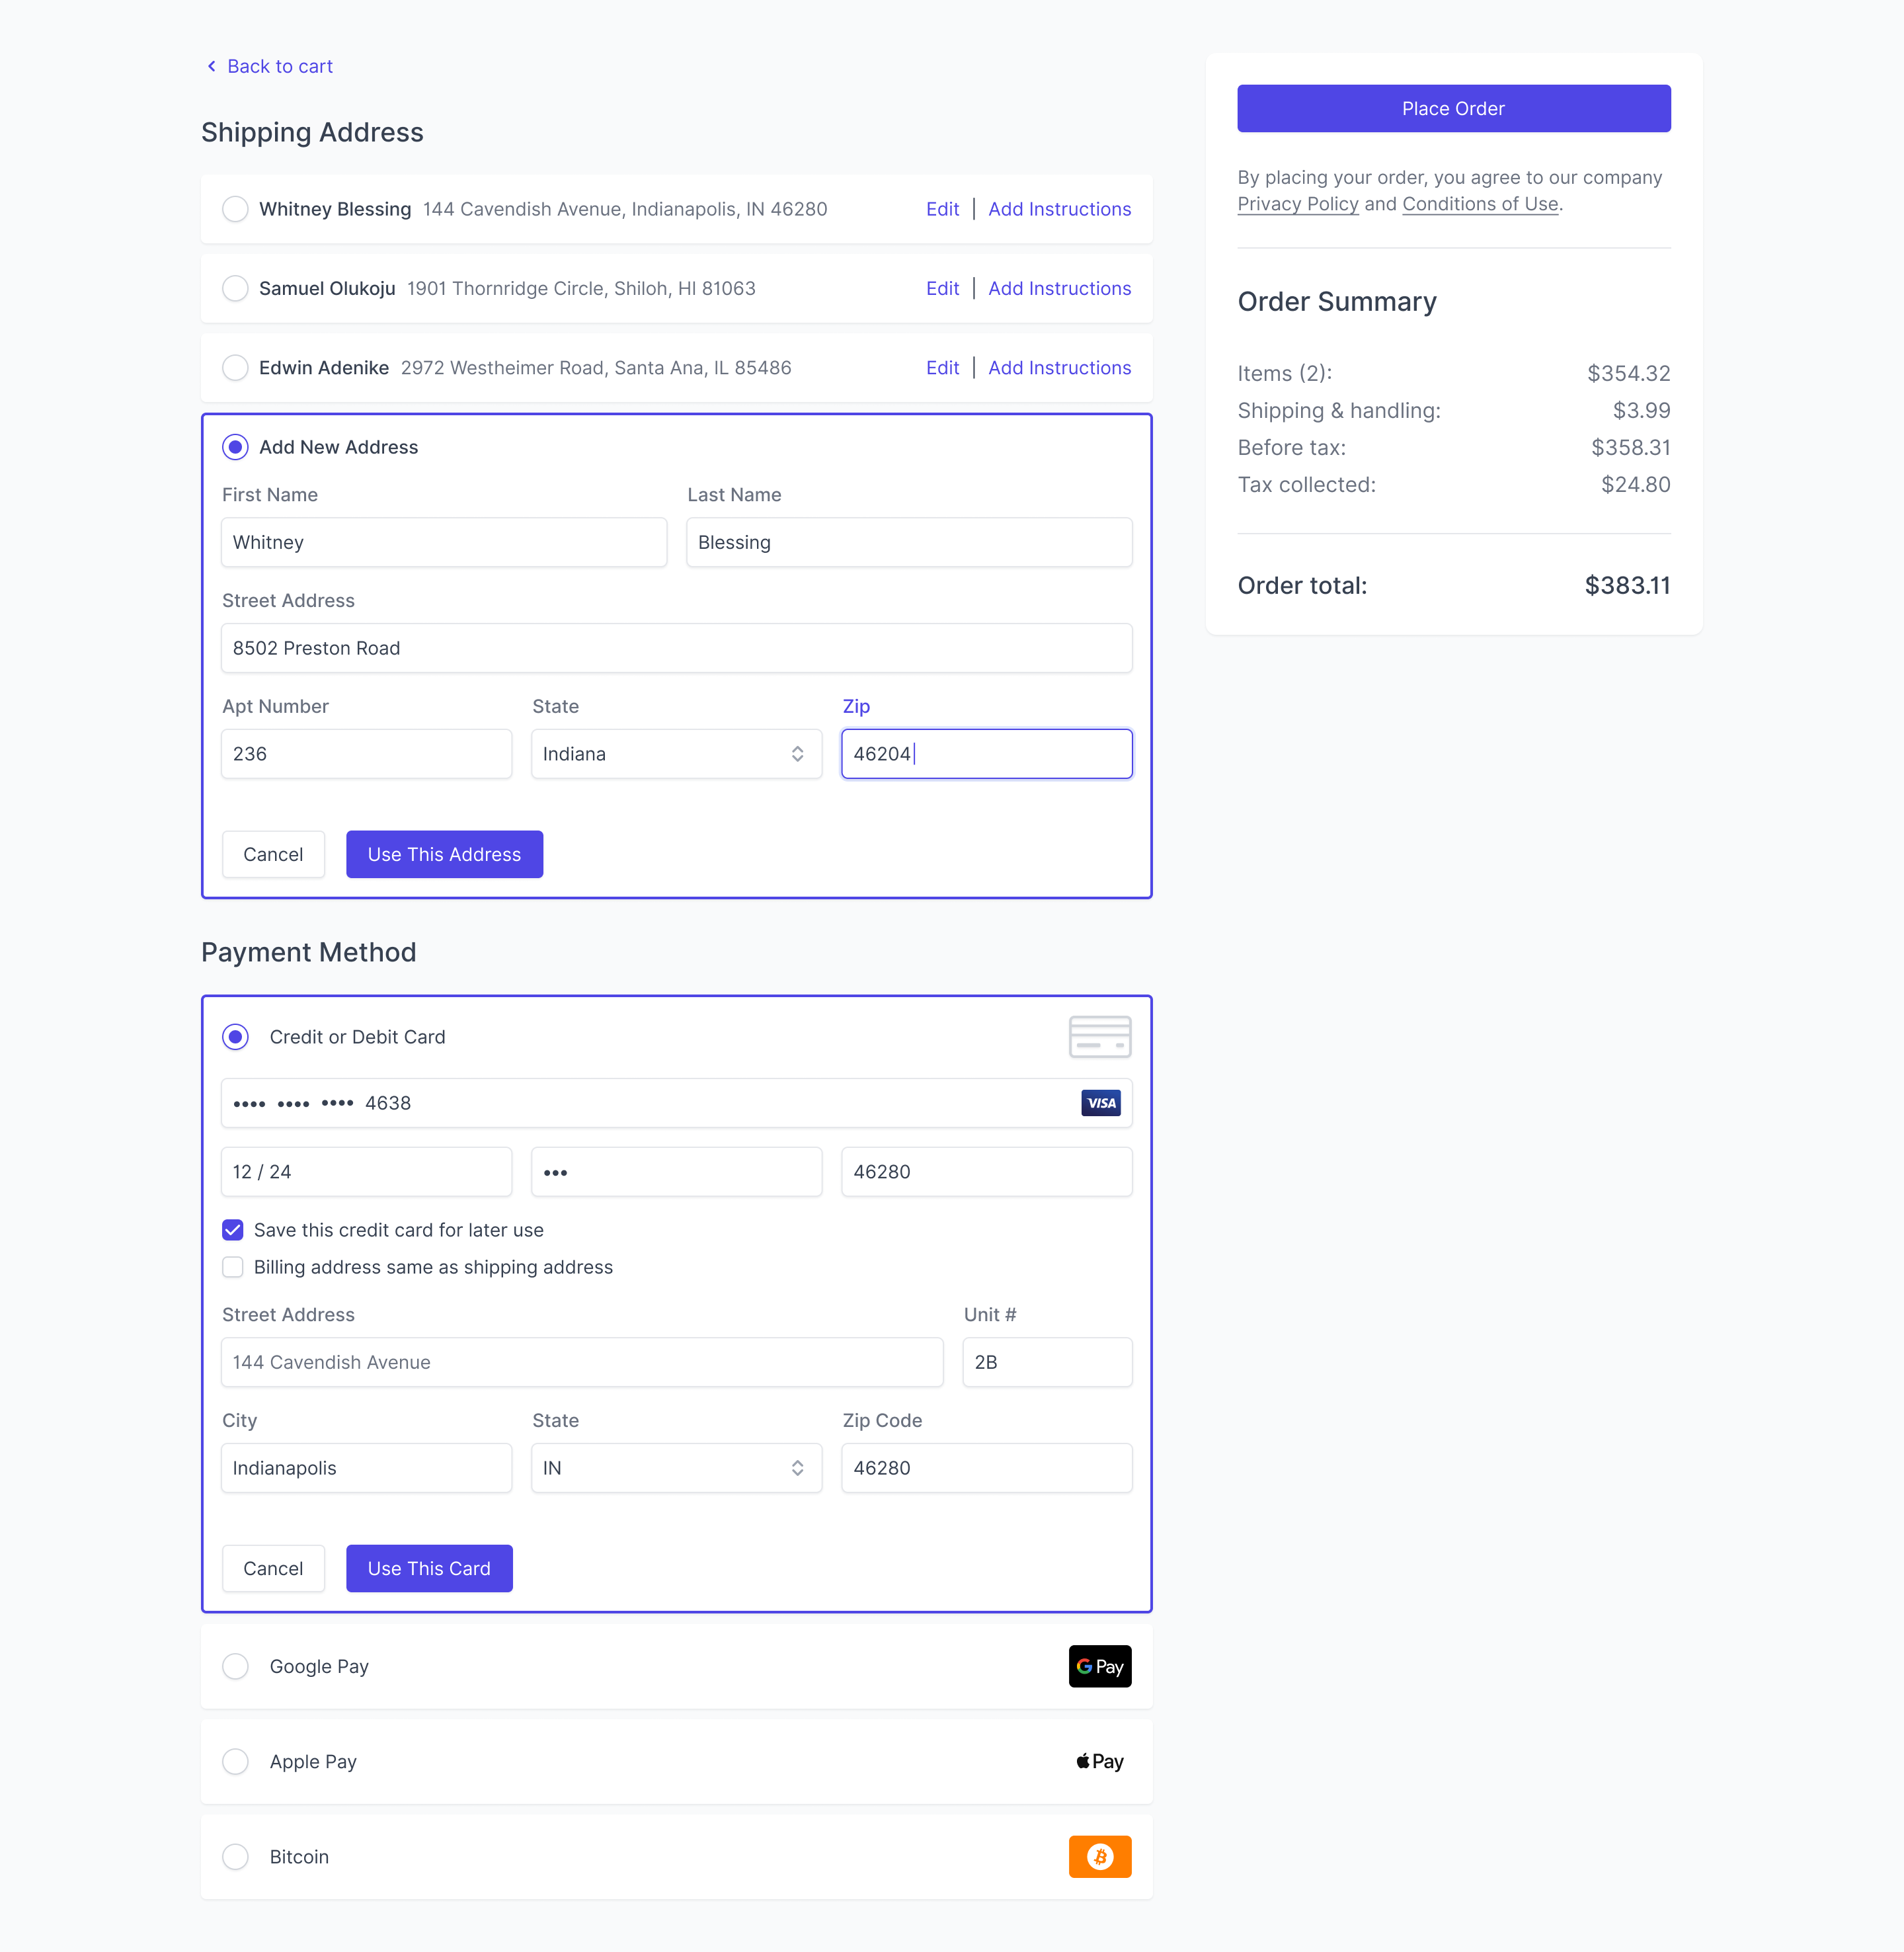 Back to cart
Shipping Address
Whitney Blessing 144 Cavendish Avenue, Indianapolis, IN 46280 Edit | Add Instructions
Samuel Olukoju 1901 Thornridge Circle, Shiloh, HI 81063 Edit | Add Instructions
Edwin Adenike 2972 Westheimer Road, Santa Ana, IL 85486 Edit | Add Instructions
Add New Address
First Name Last Name
Whitney Blessing
Street Address
8502 Preston Road
Apt Number State Zip
236 Indiana 46204
Cancel Use This Address
Payment Method
Credit or Debit Card
•••• •••• •••• 4638 VISA
12 / 24 ••• 46280
Save this credit card for later use
Billing address same as shipping address
Street Address Unit #
144 Cavendish Avenue 2B
City State Zip Code
Indianapolis IN 46280
Cancel Use This Card
Google Pay G Pay
Apple Pay Pay
Bitcoin
Place Order
By placing your order, you agree to our company
Privacy Policy and Conditions of Use.
Order Summary
Items (2): $354.32
Shipping & handling: $3.99
Before tax: $358.31
Tax collected: $24.80
Order total: $383.11